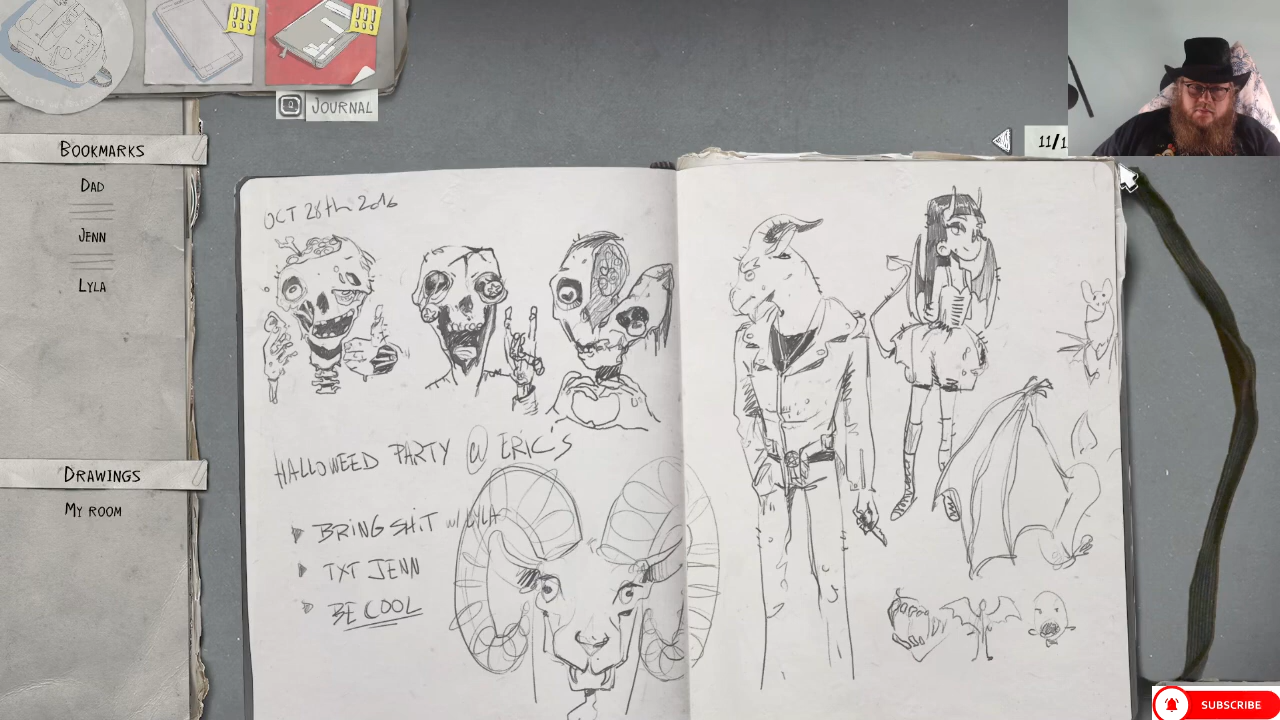 JOURNAL
BOOKMARKS
DAD
JENN
LYLA
DRAWINGS
MY ROOM
11/1
OCT 28th 2016
HALLOWEED PARTY @ ERIC'S
BRING SHIT w/ LYLA
TXT JENN
BE COOL
SUBSCRIBE